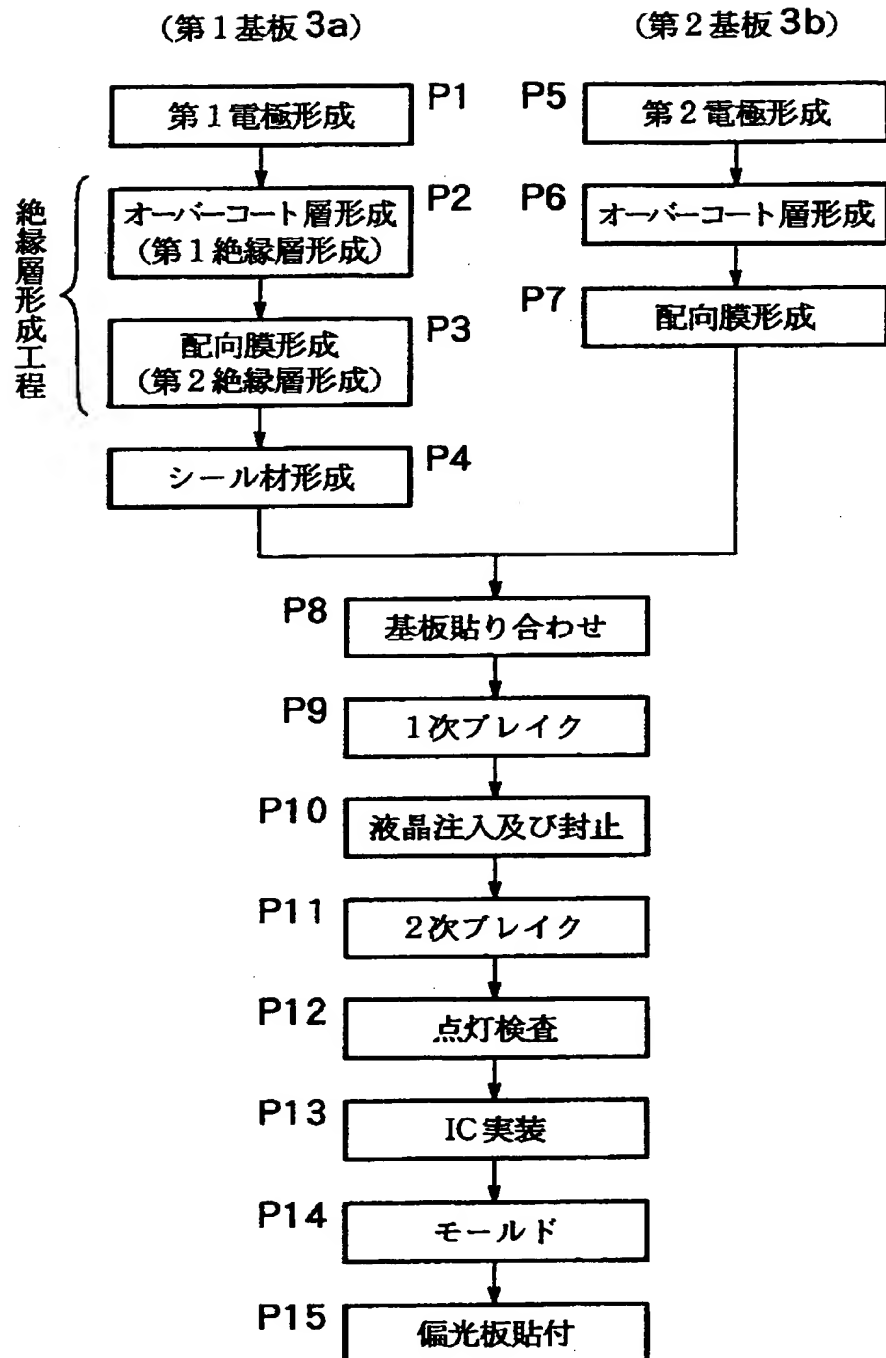 (第1基板3a)
第1電極形成 P1
オーバーコート層形成 P2
(第1絶縁層形成)
配向膜形成 P3
(第2絶縁層形成)
シール材形成 P4
絶縁層形成工程
(第2基板3b)
P5 第2電極形成
P6 オーバーコート層形成
P7 配向膜形成
P8 基板貼り合わせ
P9 1次ブレイク
P10 液晶注入及び封止
P11 2次ブレイク
P12 点灯検査
P13 IC実装
P14 モールド
P15 偏光板貼付